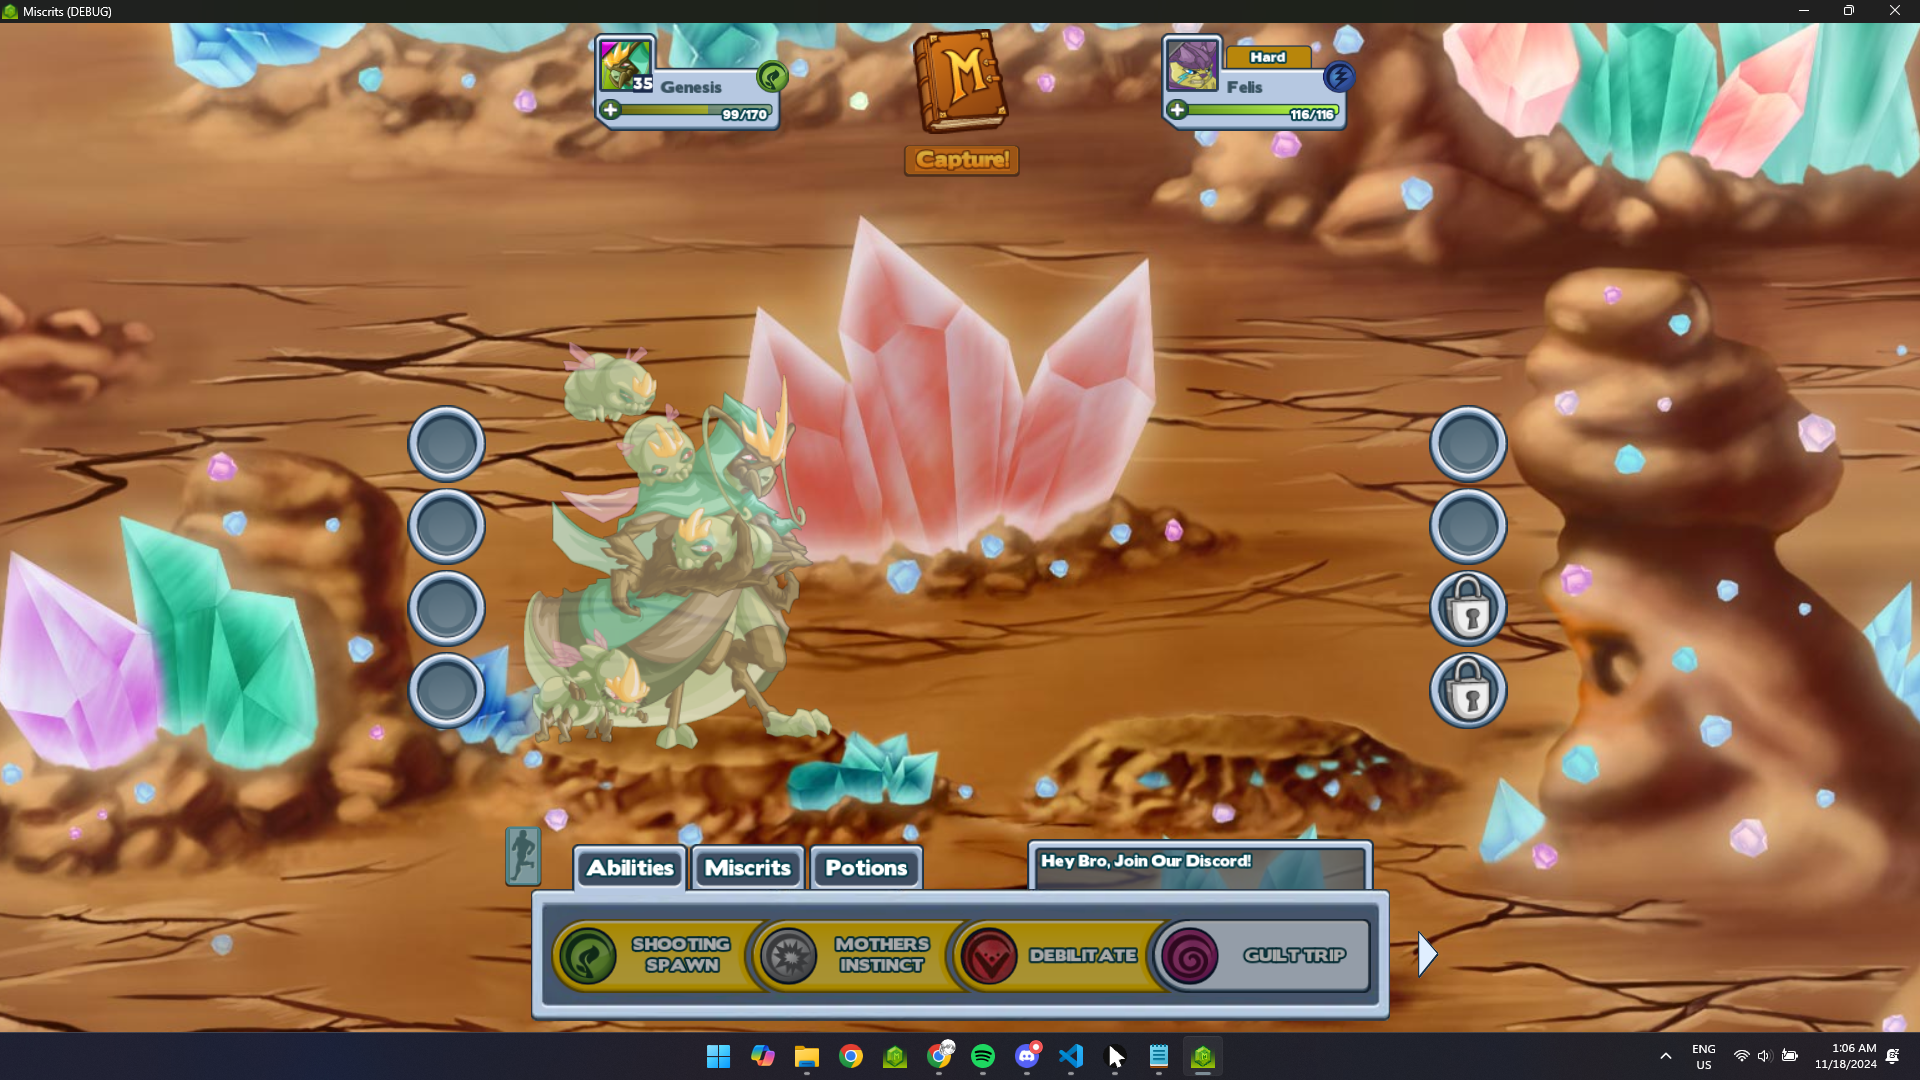 Miscrits (DEBUG)
35
Genesis
99/170
M
Capture!
Hard
Felis
116/116
Abilities
Miscrits
Potions
Hey Bro, Join Our Discord!
SHOOTING
SPAWN
MOTHERS
INSTINCT
DEBILITATE
GUILT TRIP
ENG
US
1:06 AM
11/18/2024